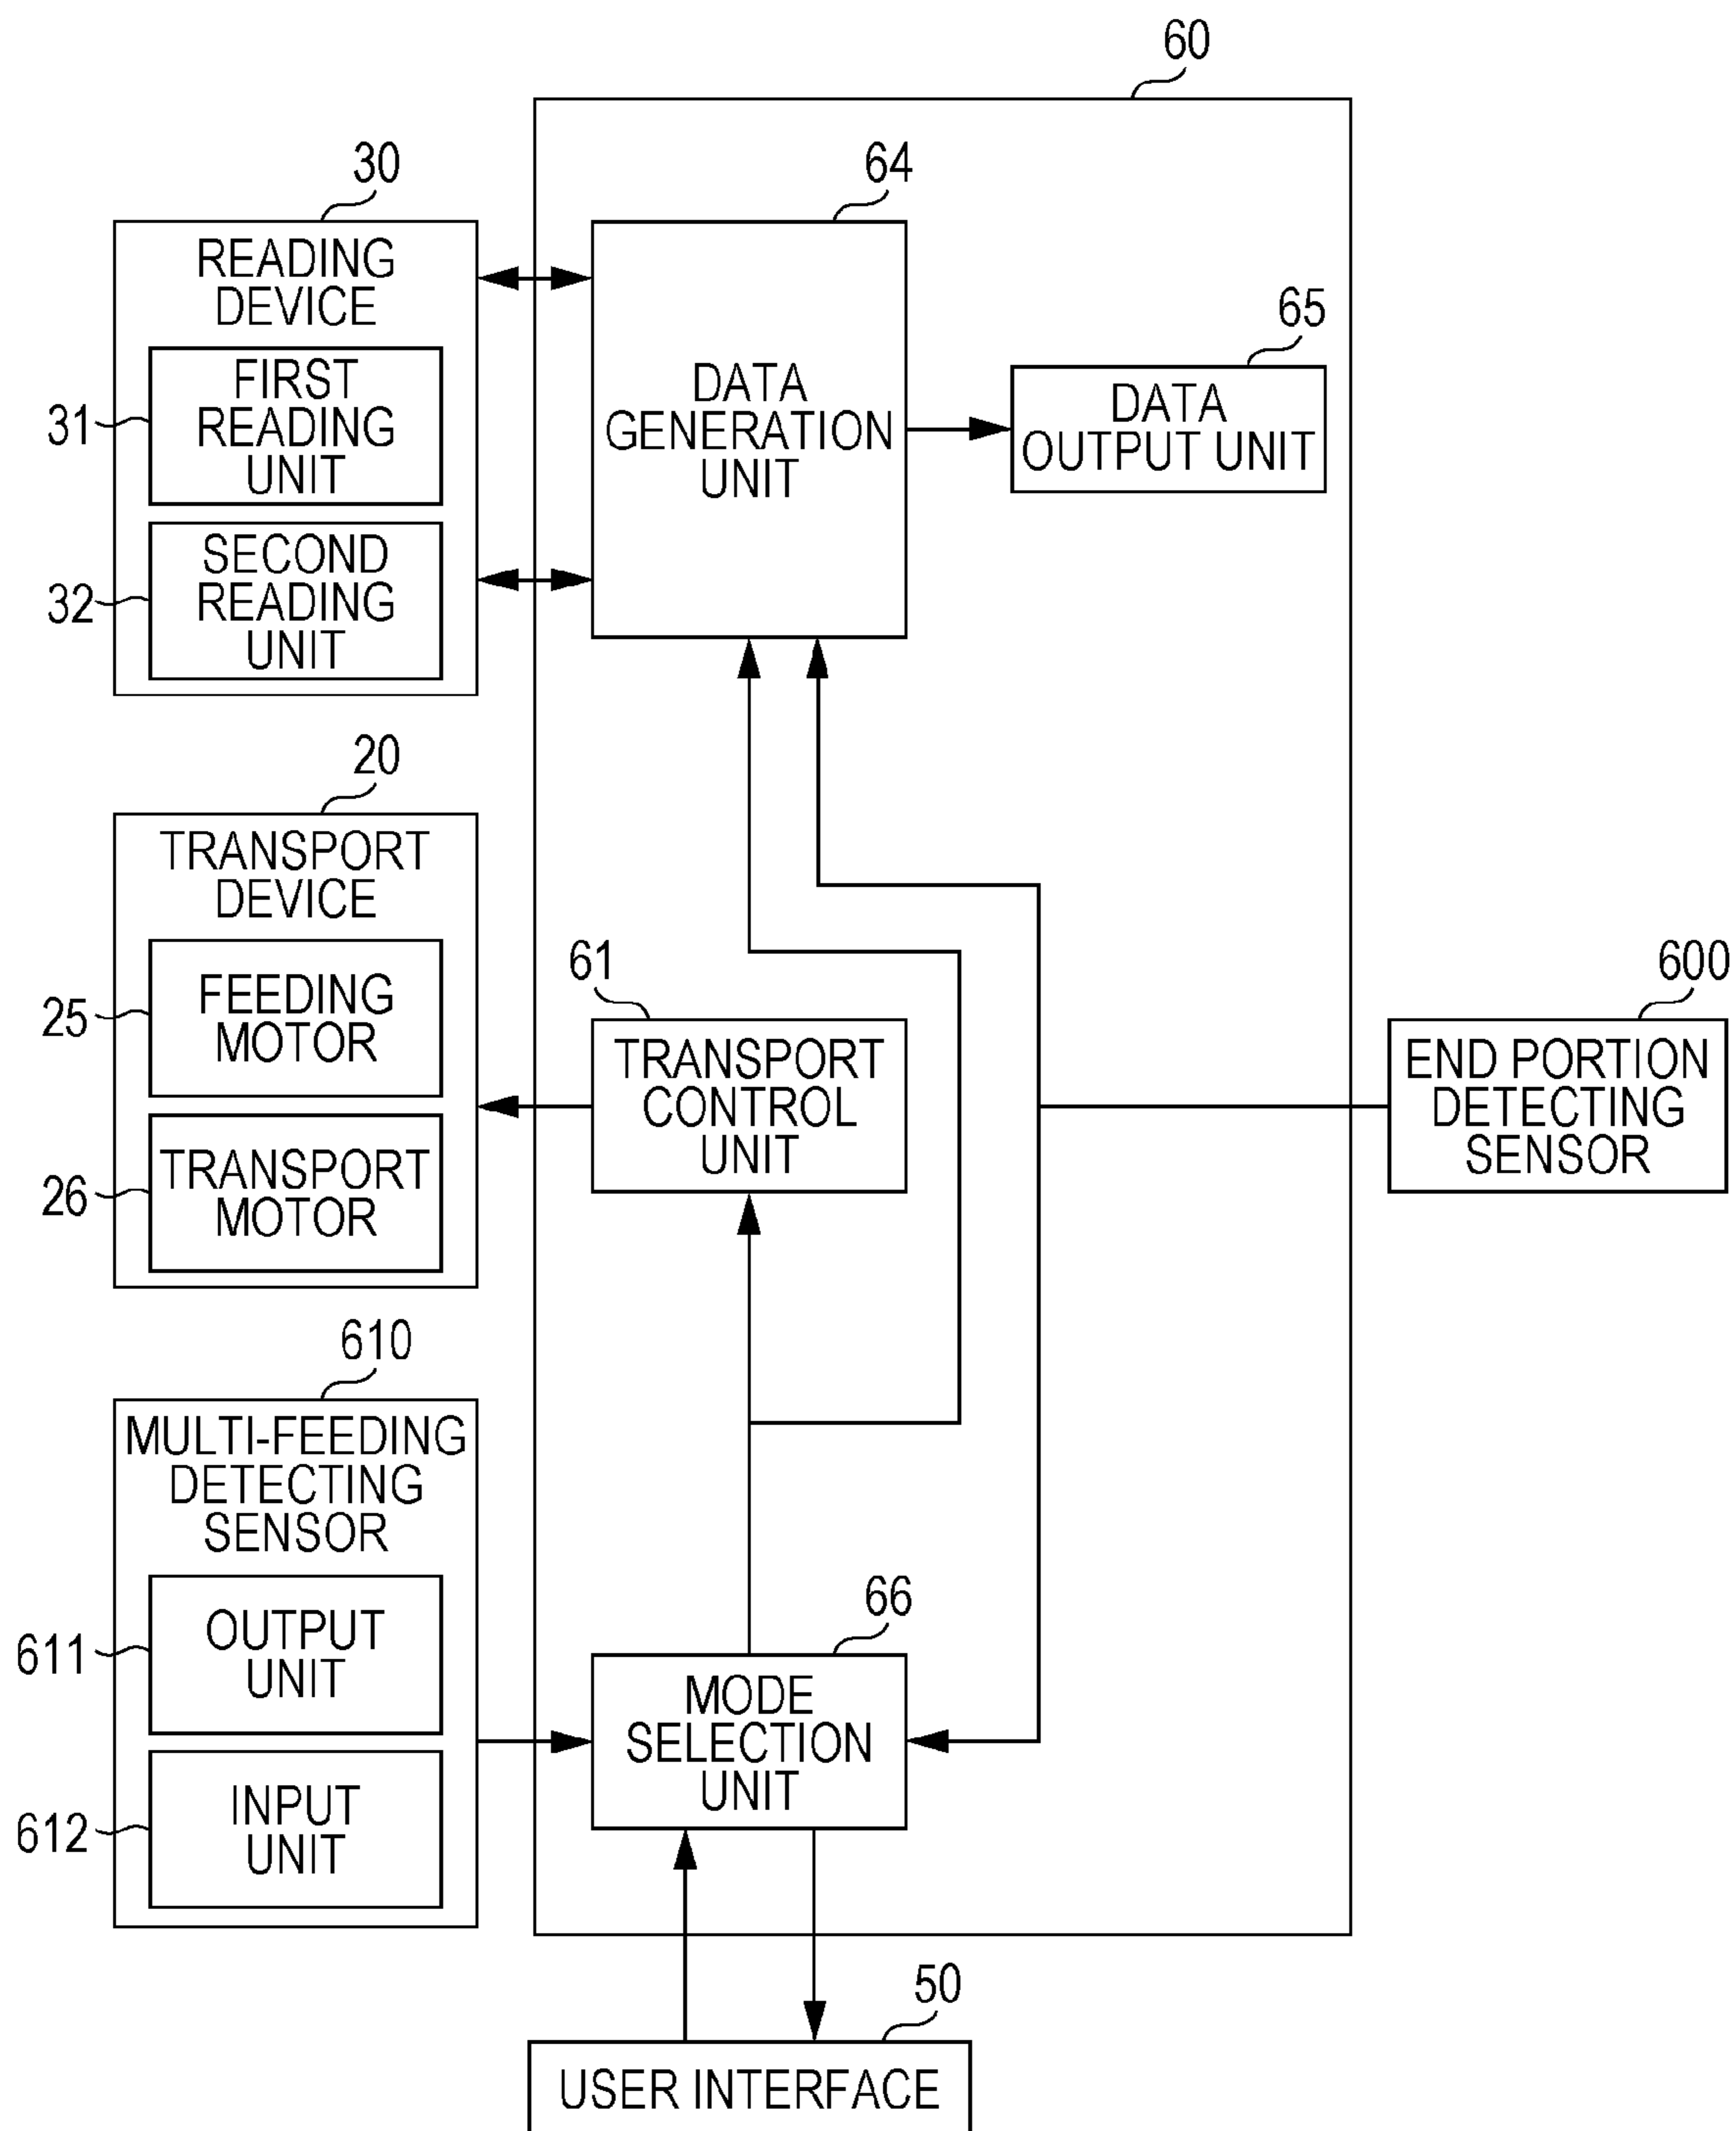 60
30
64
READING
DEVICE
FIRST
READING
UNIT
31
SECOND
READING
UNIT
32
DATA
GENERATION
UNIT
65
DATA
OUTPUT UNIT
20
TRANSPORT
DEVICE
FEEDING
MOTOR
25
TRANSPORT
MOTOR
26
61
TRANSPORT
CONTROL
UNIT
600
END PORTION
DETECTING
SENSOR
610
MULTI-FEEDING
DETECTING
SENSOR
OUTPUT
UNIT
611
INPUT
UNIT
612
66
MODE
SELECTION
UNIT
50
USER INTERFACE